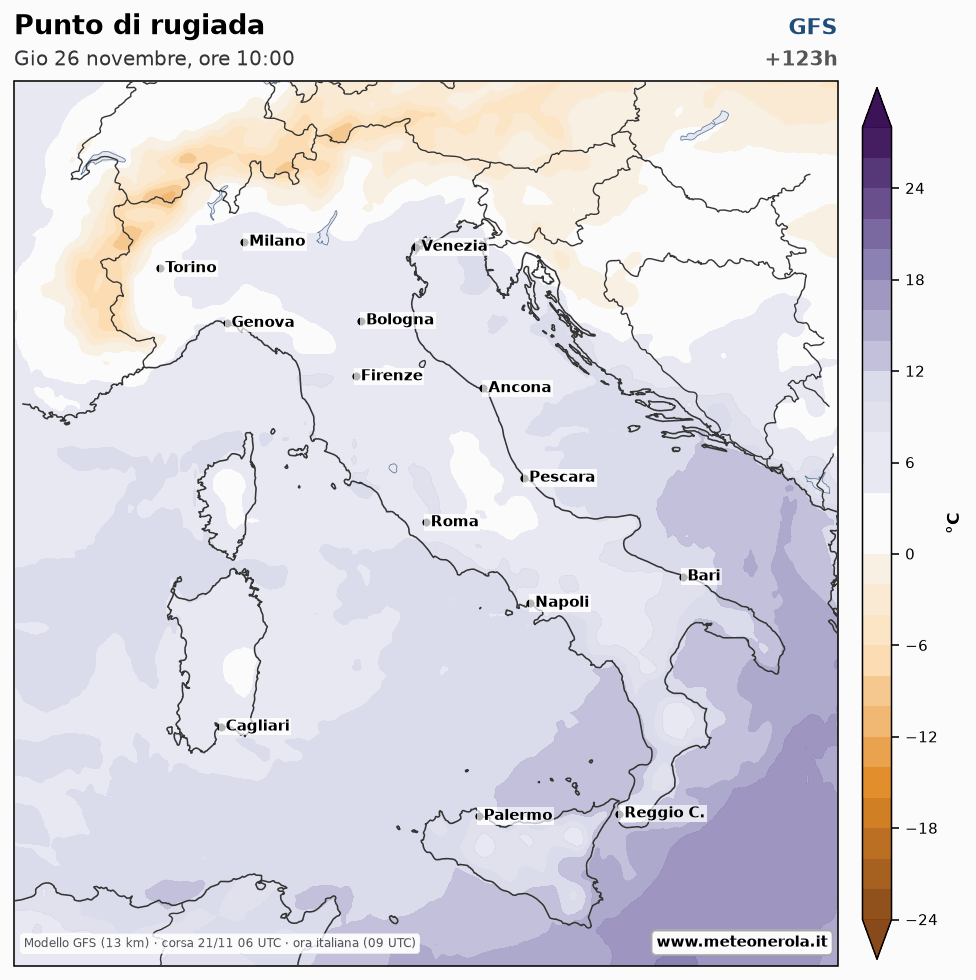 Punto di rugiada
GFS
Gio 26 novembre, ore 10:00
+123h
Milano
Venezia
Torino
Genova
Bologna
Firenze
Ancona
Pescara
Roma
Bari
Napoli
Cagliari
Palermo
Reggio C.
24
18
12
6
0
−6
−12
−18
−24
°C
Modello GFS (13 km) · corsa 21/11 06 UTC · ora italiana (09 UTC)
www.meteonerola.it